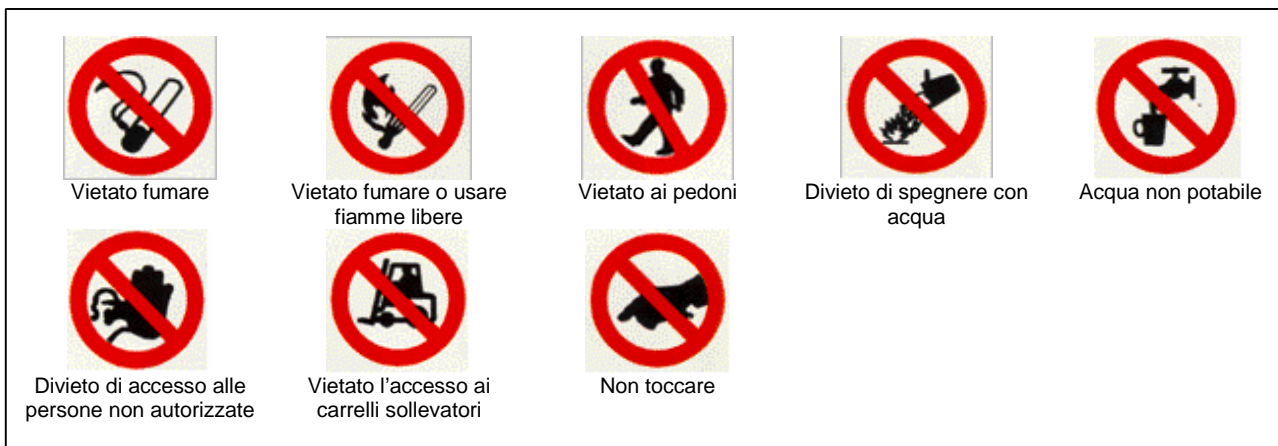 Vietato fumare
Vietato fumare o usare
fiamme libere
Vietato ai pedoni
Divieto di spegnere con
acqua
Acqua non potabile
Divieto di accesso alle
persone non autorizzate
Vietato l'accesso ai
carrelli sollevatori
Non toccare